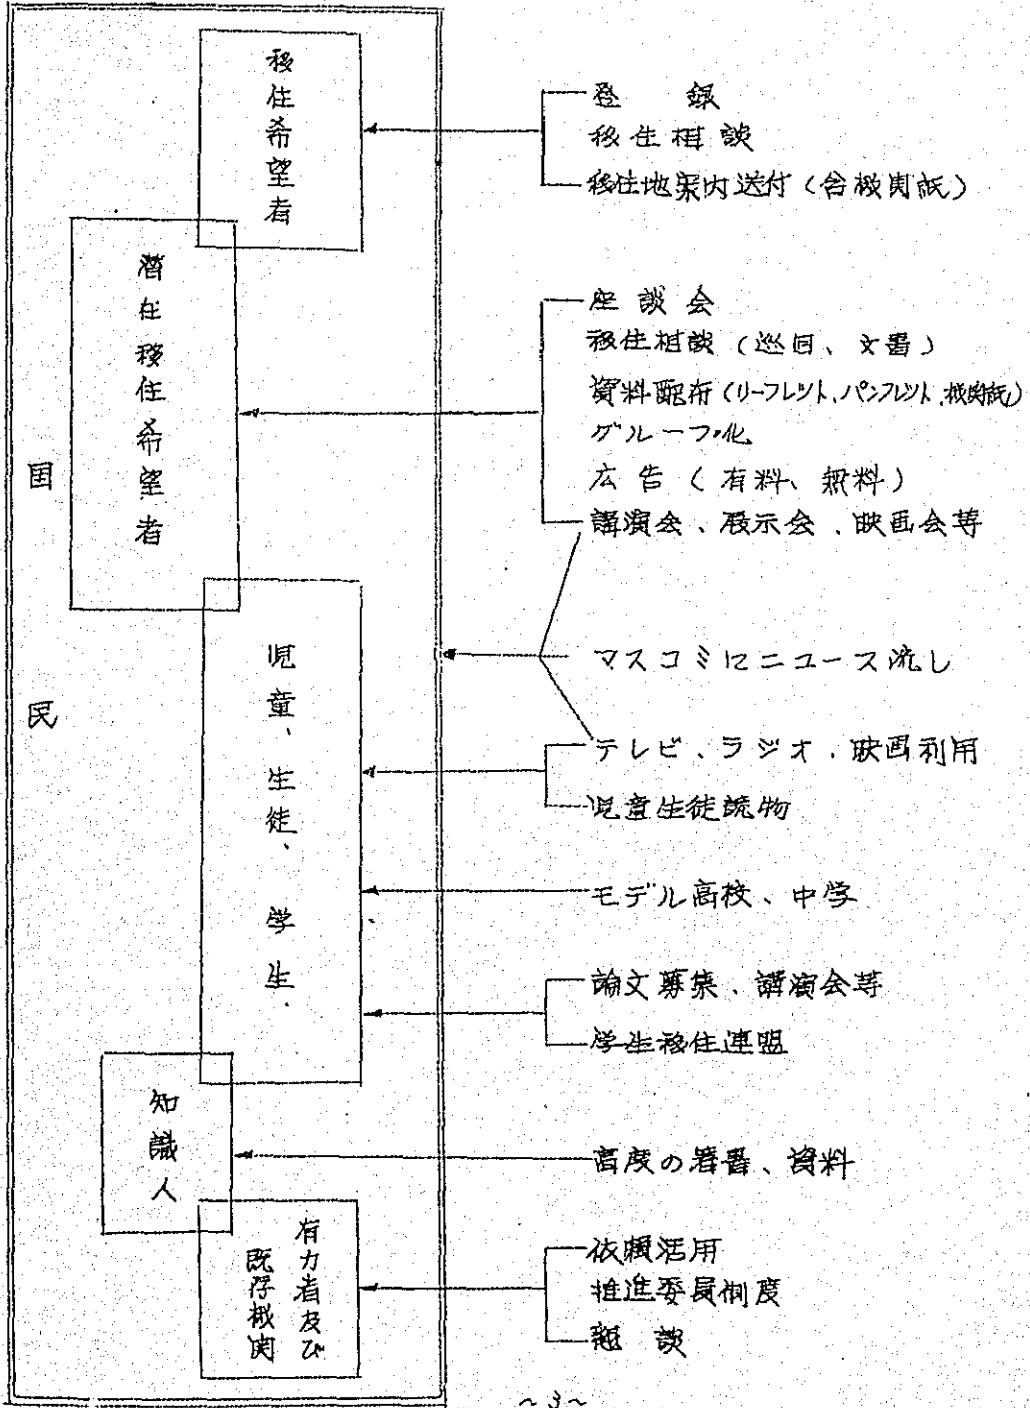 移住希望者
登録
移住相談
移住地案内送付(含機関紙)
潜在移住希望者
座談会
移住相談(巡回、文書)
資料配布(リーフレット、パンフレット、機関紙)
グループ化
広告(有料、無料)
講演会、展示会、映画会等
国民
マスコミにニュース流し
児童、生徒、学生、
テレビ、ラジオ、映画利用
児童生徒読物
モデル高校、中学
論文募集、講演会等
学生移住連盟
知識人
高度の著書、資料
有力者及び
既存機関
依頼活用
推進委員制度
談
~3~